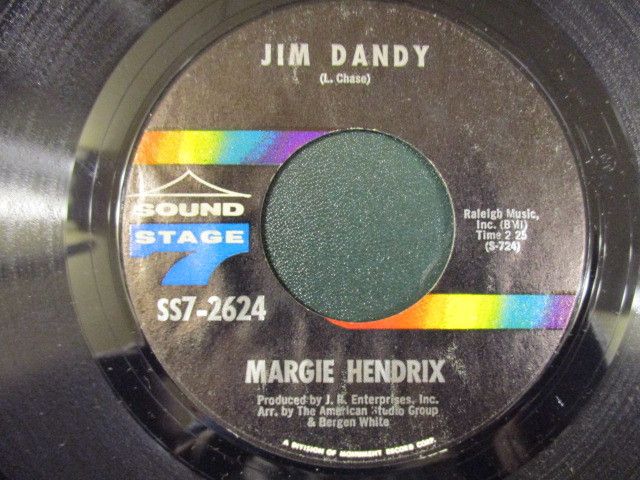 JIM DANDY
(L. Chase)
SOUND
STAGE
7
SS7-2624
Raleigh Music,
Inc. (BMI)
Time 2 25
(S-724)
MARGIE HENDRIX
Produced by J. R. Enterprises, Inc.
Arr. by The American Studio Group
& Bergen White
A DIVISION OF MONUMENT RECORD CORP.